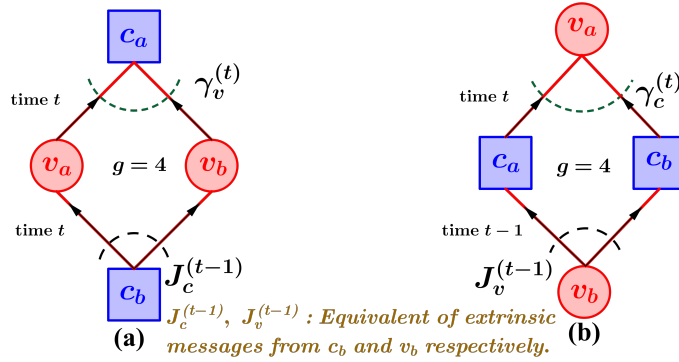 c_a
v_a
γ_v^{(t)}
γ_c^{(t)}
time t
time t
v_a
g = 4
v_b
c_a
g = 4
c_b
time t
time t − 1
J_c^{(t−1)}
J_v^{(t−1)}
c_b
v_b
(a)
(b)
J_c^{(t−1)}, J_v^{(t−1)} : Equivalent of extrinsic
messages from c_b and v_b respectively.